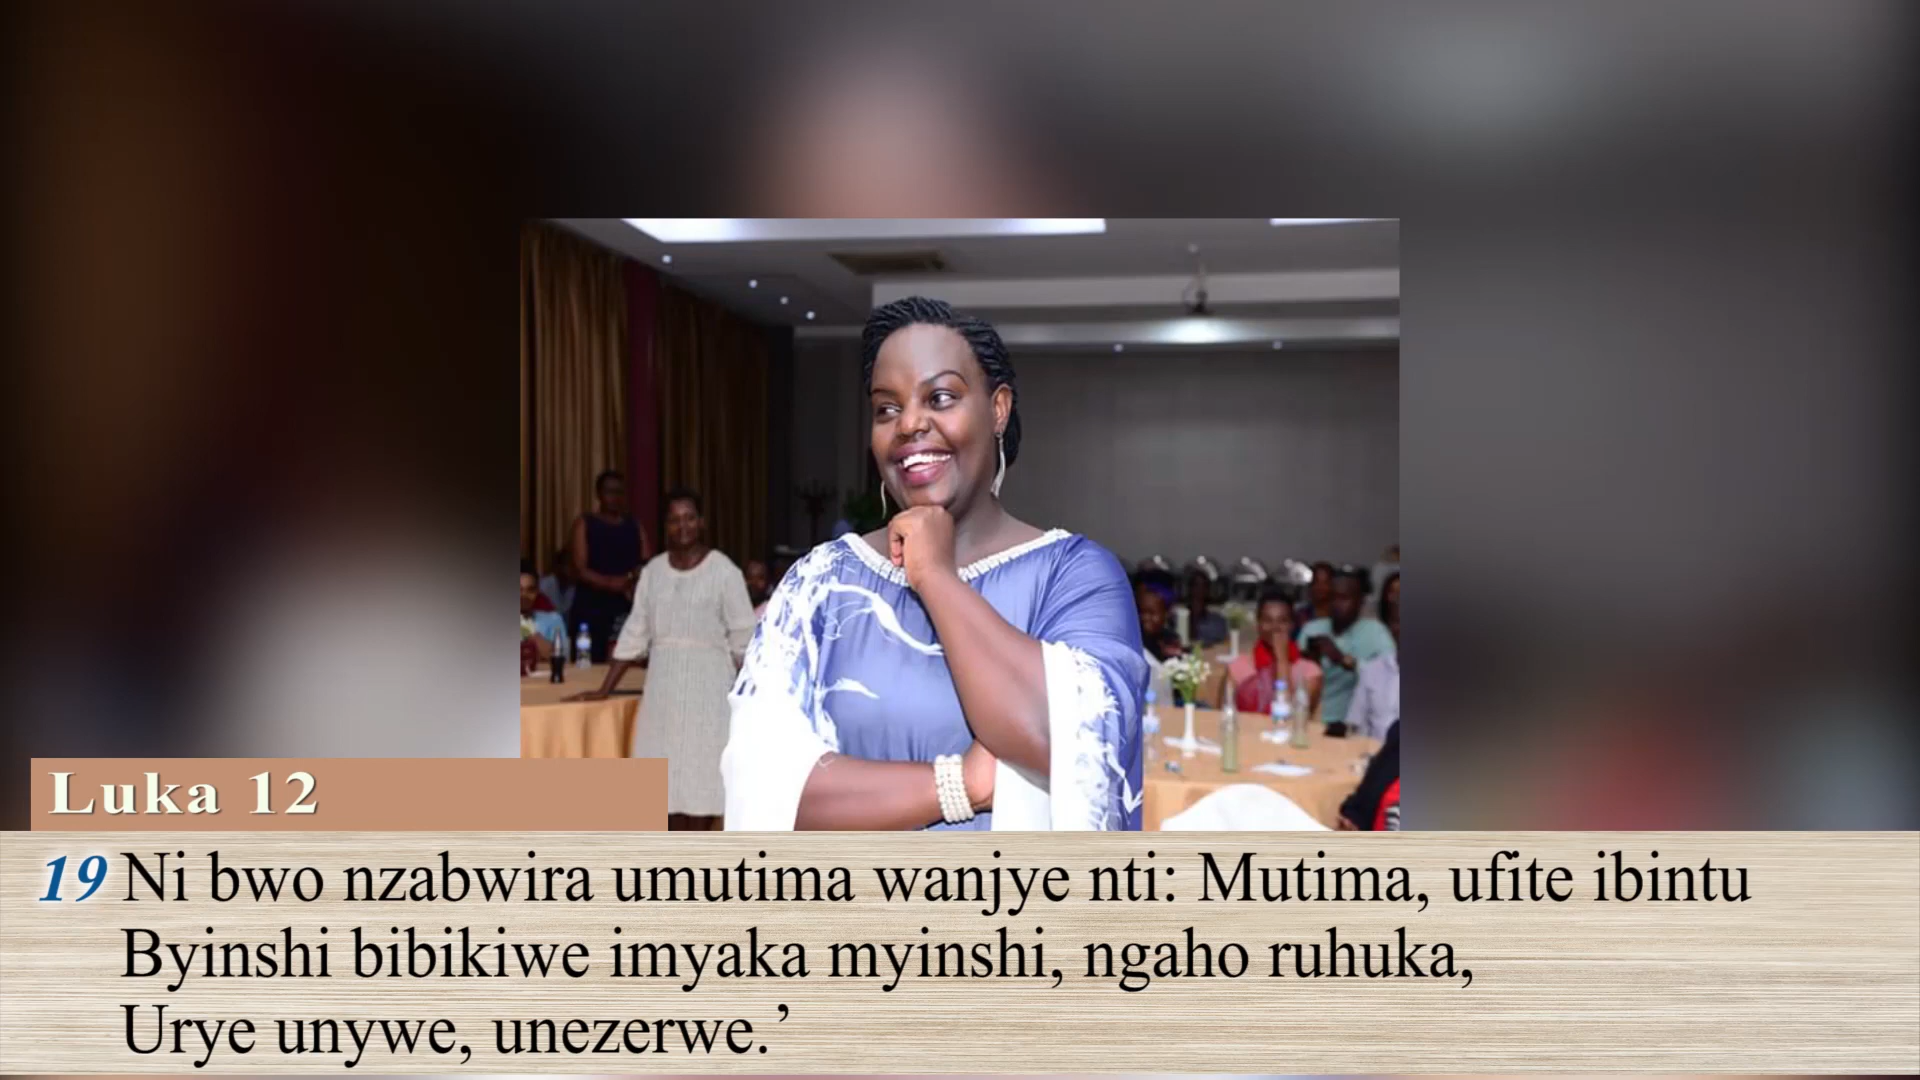 Luka 12
19 Ni bwo nzabwira umutima wanjye nti: Mutima, ufite ibintu
Byinshi bibikiwe imyaka myinshi, ngaho ruhuka,
Urye unywe, unezerwe.’